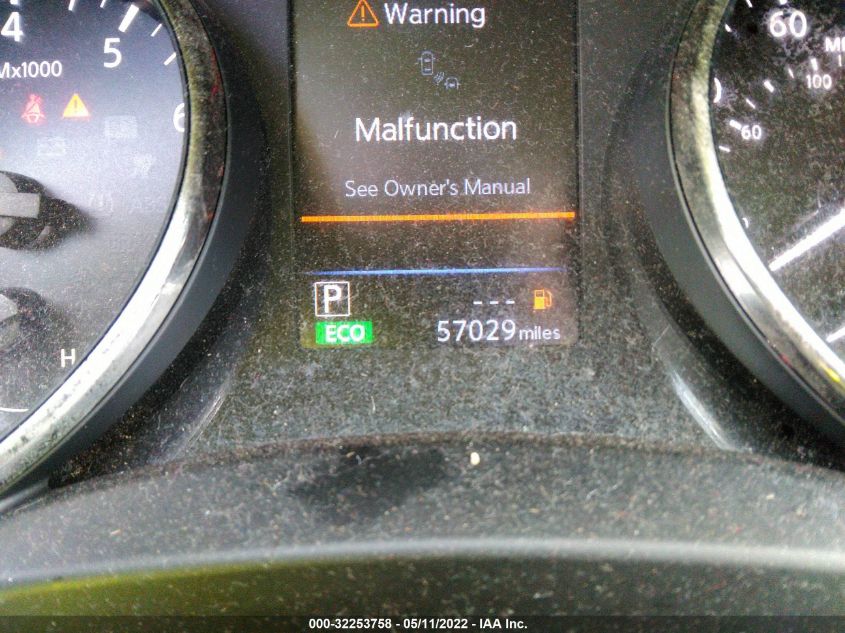 4
5
6
x1000
H
Warning
Malfunction
See Owner's Manual
P
---
ECO
57029 miles
60
100
60
000-32253758 - 05/11/2022 - IAA Inc.